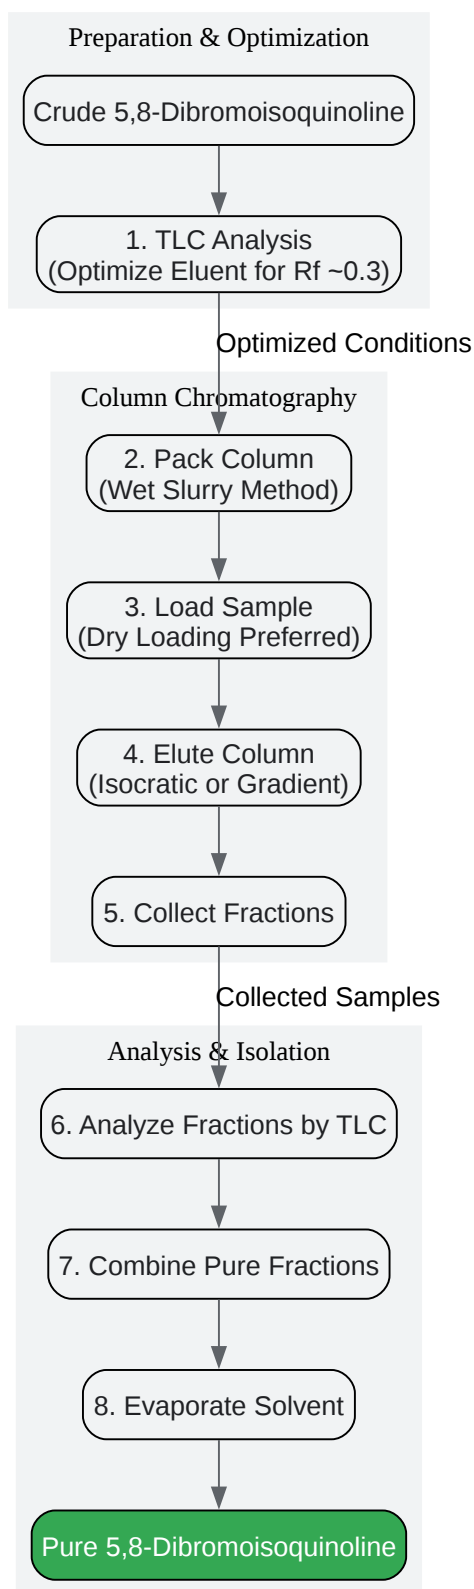 Preparation & Optimization
Crude 5,8-Dibromoisoquinoline
1. TLC Analysis
(Optimize Eluent for Rf ~0.3)
Optimized Conditions
Column Chromatography
2. Pack Column
(Wet Slurry Method)
3. Load Sample
(Dry Loading Preferred)
4. Elute Column
(Isocratic or Gradient)
5. Collect Fractions
Collected Samples
Analysis & Isolation
6. Analyze Fractions by TLC
7. Combine Pure Fractions
8. Evaporate Solvent
Pure 5,8-Dibromoisoquinoline